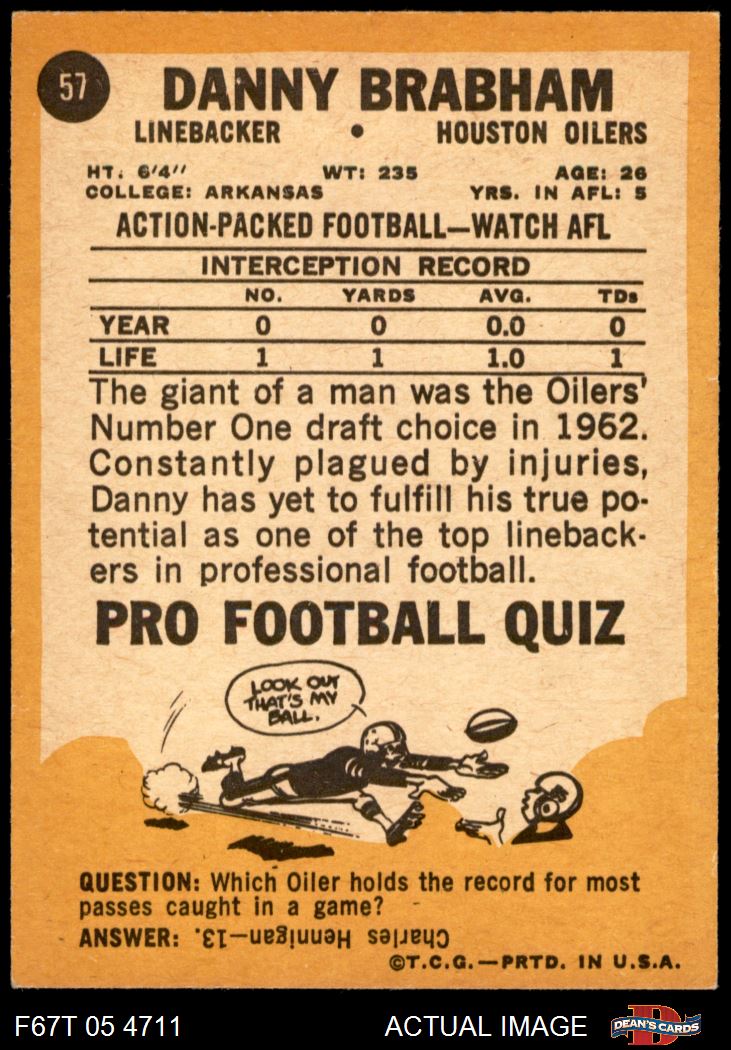 57
DANNY BRABHAM
LINEBACKER • HOUSTON OILERS
HT. 6'4'' WT: 235 AGE: 26
COLLEGE: ARKANSAS YRS. IN AFL: 5
ACTION-PACKED FOOTBALL—WATCH AFL
INTERCEPTION RECORD
NO. YARDS AVG. TDs
YEAR 0 0 0.0 0
LIFE 1 1 1.0 1
The giant of a man was the Oilers'
Number One draft choice in 1962.
Constantly plagued by injuries,
Danny has yet to fulfill his true po-
tential as one of the top lineback-
ers in professional football.
PRO FOOTBALL QUIZ
LOOK OUT
THAT'S MY
BALL.
QUESTION: Which Oiler holds the record for most
passes caught in a game?
ANSWER: Charles Hennigan—13.
©T.C.G.—PRTD. IN U.S.A.
F67T 05 4711 ACTUAL IMAGE DEAN'S CARDS